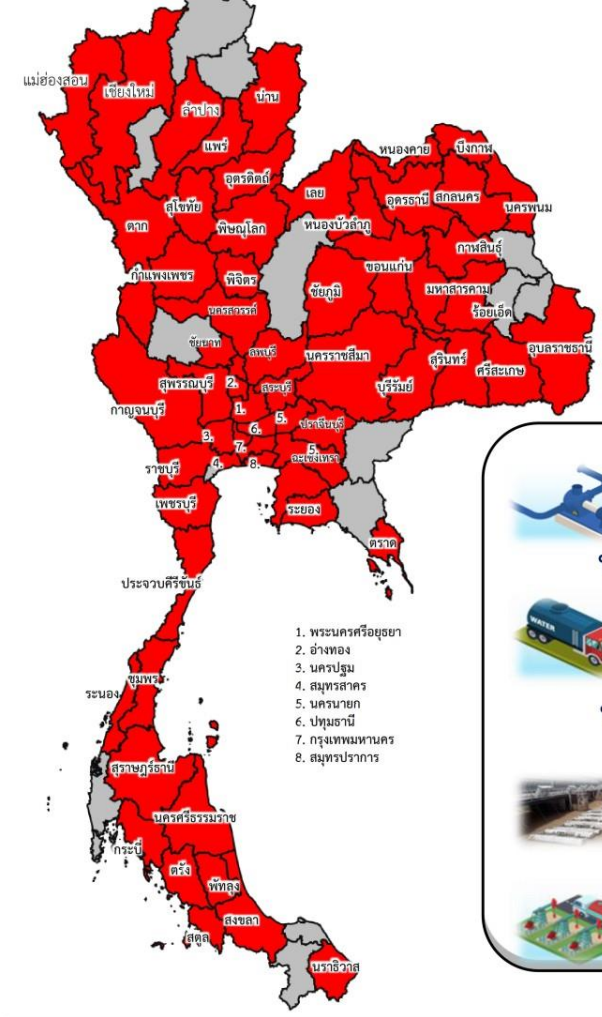 แม่ฮ่องสอน
เชียงใหม่
น่าน
ลำปาง
แพร่
หนองคาย
บึงกาฬ
อุตรดิตถ์
เลย
อุดรธานี
สกลนคร
นครพนม
สุโขทัย
ตาก
พิษณุโลก
หนองบัวลำภู
กาฬสินธุ์
ขอนแก่น
กำแพงเพชร
พิจิตร
ชัยภูมิ
มหาสารคาม
ร้อยเอ็ด
นครสวรรค์
ชัยนาท
ลพบุรี
นครราชสีมา
สุรินทร์
ศรีสะเกษ
อุบลราชธานี
สุพรรณบุรี
2.
สระบุรี
บุรีรัมย์
กาญจนบุรี
1.
5.
ปราจีนบุรี
3.
6.
7.
5.
ฉะเชิงเทรา
ราชบุรี
4.
8.
เพชรบุรี
ระยอง
ตราด
ประจวบคีรีขันธ์
WATER
1. พระนครศรีอยุธยา
2. อ่างทอง
3. นครปฐม
4. สมุทรสาคร
5. นครนายก
6. ปทุมธานี
7. กรุงเทพมหานคร
8. สมุทรปราการ
ชุมพร
ระนอง
สุราษฎร์ธานี
นครศรีธรรมราช
กระบี่
ตรัง
พัทลุง
สงขลา
สตูล
นราธิวาส